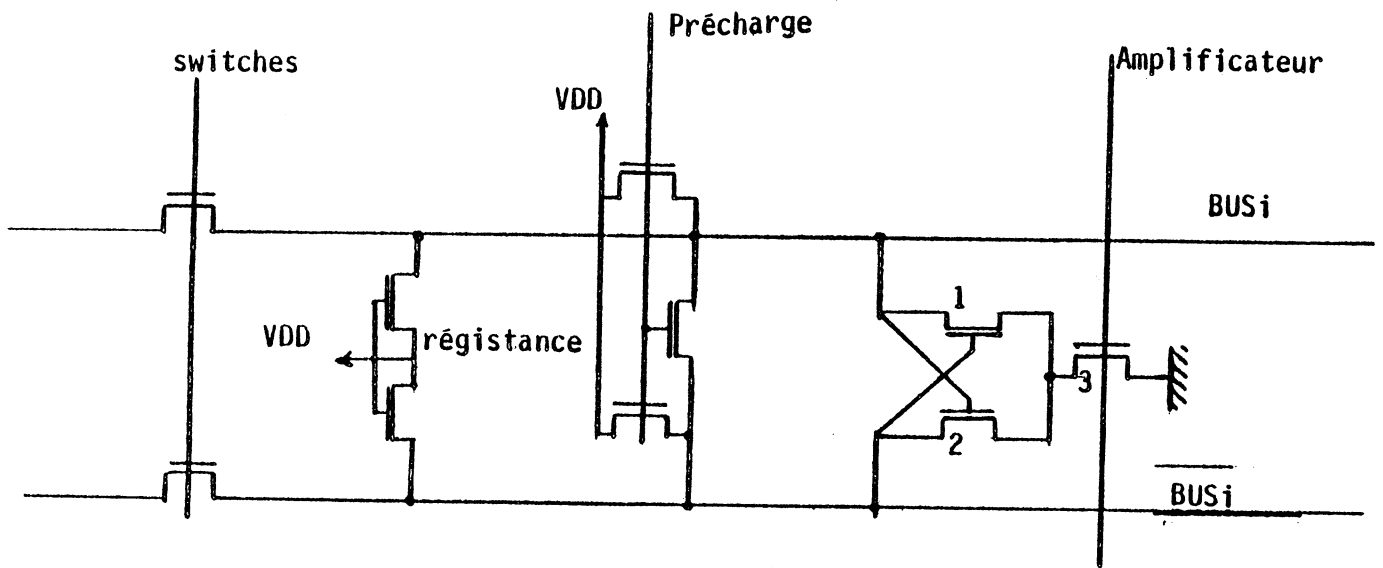 Précharge
switches
Amplificateur
VDD
BUSi
1
VDD
régistance
3
2
BUSi